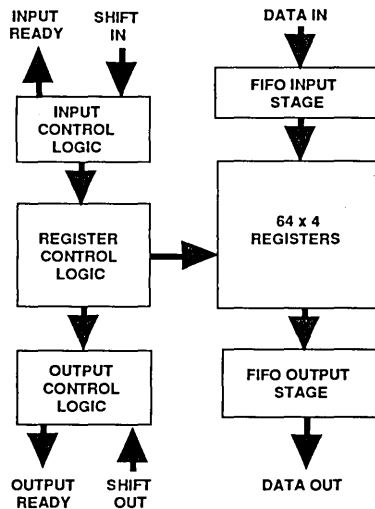 INPUT
READY
SHIFT
IN
DATA IN
INPUT
CONTROL
LOGIC
FIFO INPUT
STAGE
REGISTER
CONTROL
LOGIC
64 x 4
REGISTERS
OUTPUT
CONTROL
LOGIC
FIFO OUTPUT
STAGE
OUTPUT
READY
SHIFT
OUT
DATA OUT